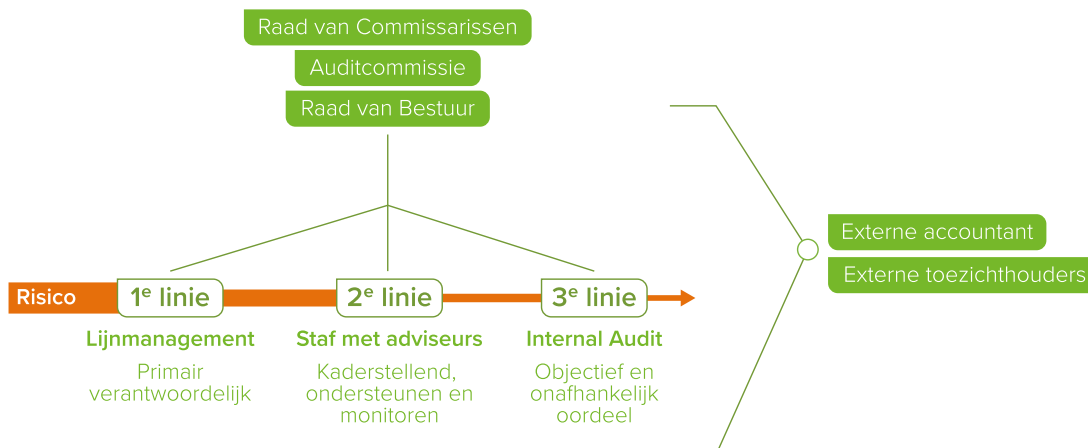 Raad van Commissarissen
Auditcommissie
Raad van Bestuur
Externe accountant
Externe toezichthouders
Risico
1e linie
2e linie
3e linie
Lijnmanagement
Primair
verantwoordelijk
Staf met adviseurs
Kaderstellend,
ondersteunen en
monitoren
Internal Audit
Objectief en
onafhankelijk
oordeel